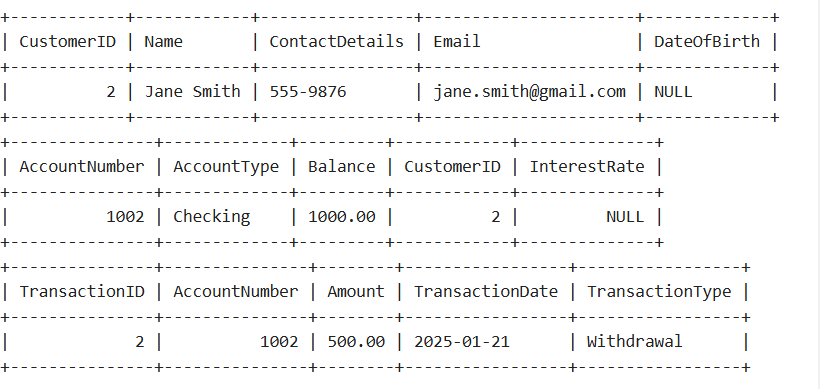 +------------+------------+----------------+---------------------+-------------+
| CustomerID | Name       | ContactDetails | Email               | DateOfBirth |
+------------+------------+----------------+---------------------+-------------+
|          2 | Jane Smith | 555-9876       | jane.smith@gmail.com | NULL        |
+------------+------------+----------------+---------------------+-------------+
+---------------+-------------+---------+------------+--------------+
| AccountNumber | AccountType | Balance | CustomerID | InterestRate |
+---------------+-------------+---------+------------+--------------+
|          1002 | Checking    | 1000.00 |          2 |         NULL |
+---------------+-------------+---------+------------+--------------+
+---------------+---------------+--------+-----------------+-----------------+
| TransactionID | AccountNumber | Amount | TransactionDate | TransactionType |
+---------------+---------------+--------+-----------------+-----------------+
|             2 |          1002 | 500.00 | 2025-01-21      | Withdrawal      |
+---------------+---------------+--------+-----------------+-----------------+